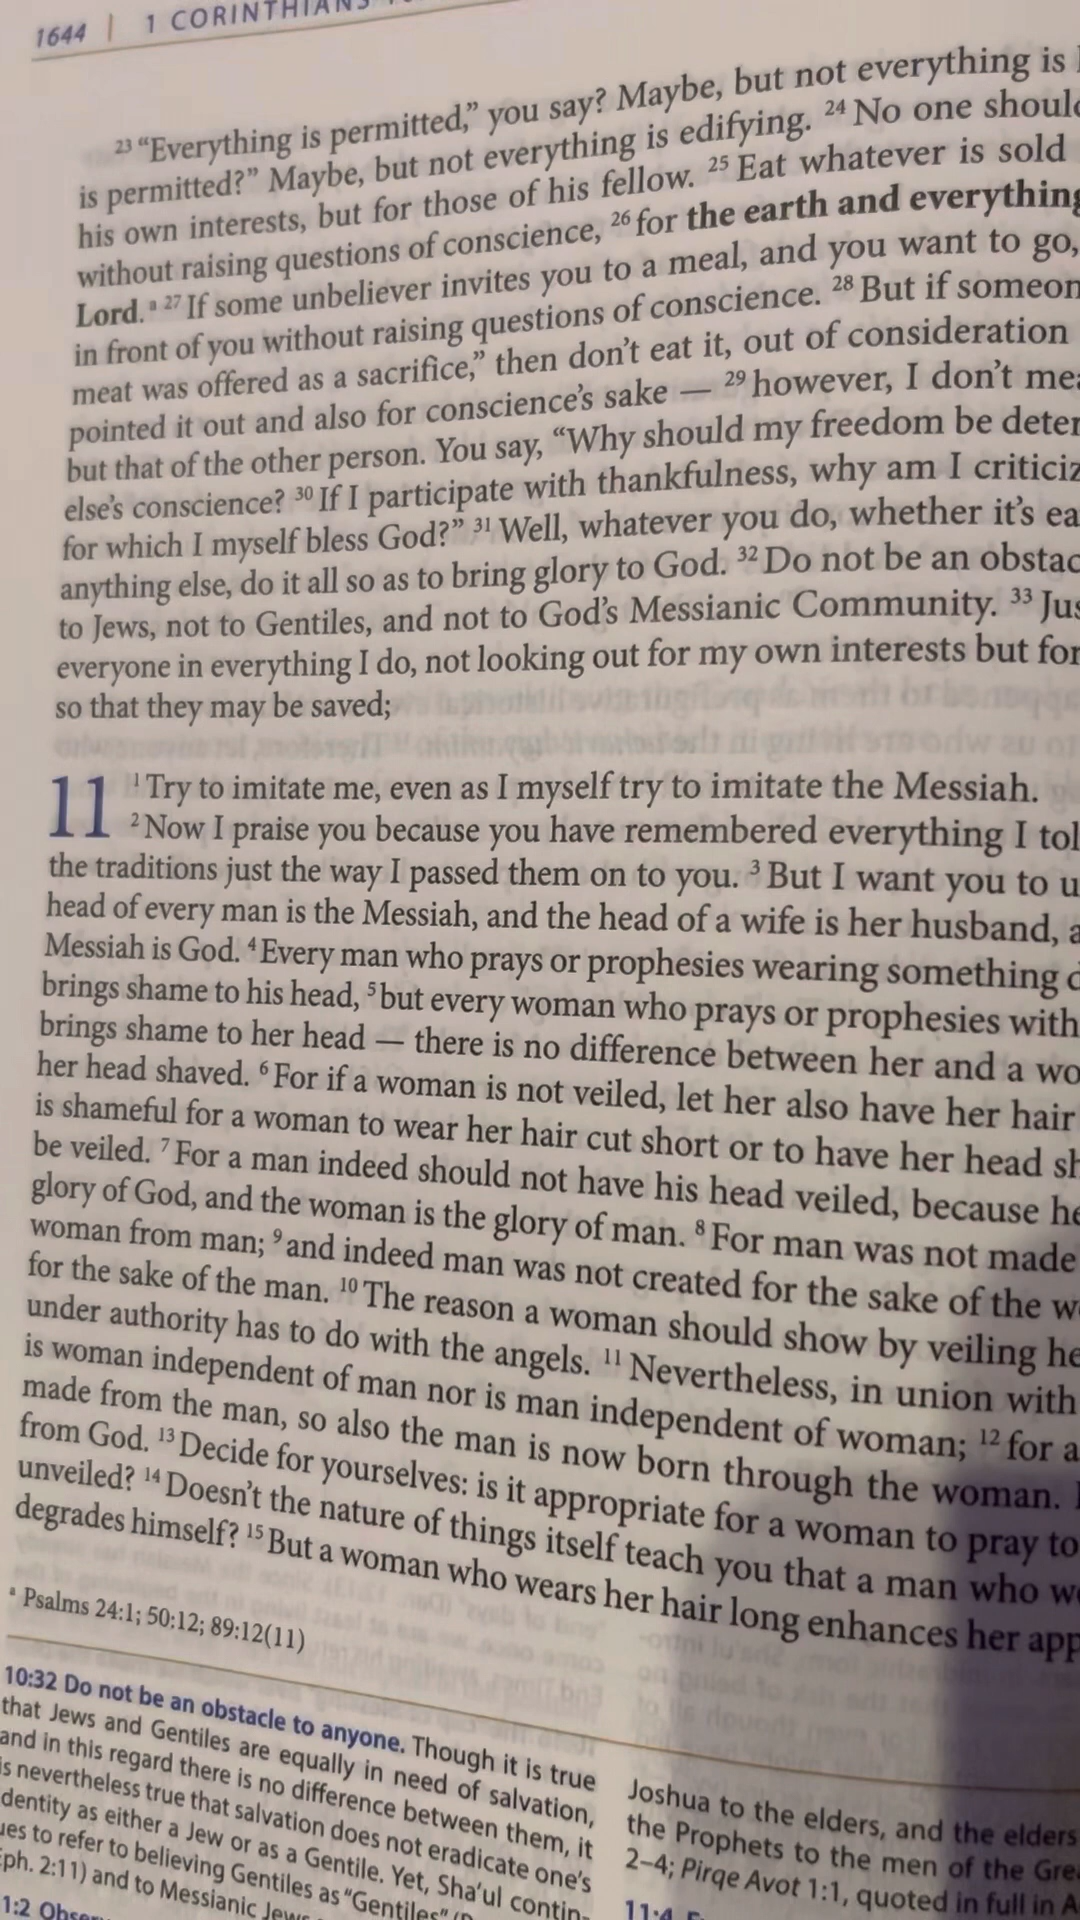 1644 | 1 CORINTHIANS
23 “Everything is permitted,” you say? Maybe, but not everything is
is permitted?” Maybe, but not everything is edifying. 24 No one should
his own interests, but for those of his fellow. 25 Eat whatever is sold
without raising questions of conscience, 26 for the earth and everything
Lord. a 27 If some unbeliever invites you to a meal, and you want to go,
in front of you without raising questions of conscience. 28 But if someon
meat was offered as a sacrifice,” then don’t eat it, out of consideration
pointed it out and also for conscience’s sake — 29 however, I don’t mea
but that of the other person. You say, “Why should my freedom be deter
else’s conscience? 30 If I participate with thankfulness, why am I criticiz
for which I myself bless God?” 31 Well, whatever you do, whether it’s ea
anything else, do it all so as to bring glory to God. 32 Do not be an obstac
to Jews, not to Gentiles, and not to God’s Messianic Community. 33 Jus
everyone in everything I do, not looking out for my own interests but for
so that they may be saved;
11 1 Try to imitate me, even as I myself try to imitate the Messiah.
2 Now I praise you because you have remembered everything I tol
the traditions just the way I passed them on to you. 3 But I want you to u
head of every man is the Messiah, and the head of a wife is her husband, a
Messiah is God. 4 Every man who prays or prophesies wearing something d
brings shame to his head, 5 but every woman who prays or prophesies with
brings shame to her head — there is no difference between her and a wo
her head shaved. 6 For if a woman is not veiled, let her also have her hair
is shameful for a woman to wear her hair cut short or to have her head sh
be veiled. 7 For a man indeed should not have his head veiled, because he
glory of God, and the woman is the glory of man. 8 For man was not made
woman from man; 9 and indeed man was not created for the sake of the w
for the sake of the man. 10 The reason a woman should show by veiling he
under authority has to do with the angels. 11 Nevertheless, in union with
is woman independent of man nor is man independent of woman; 12 for a
made from the man, so also the man is now born through the woman.
from God. 13 Decide for yourselves: is it appropriate for a woman to pray to
unveiled? 14 Doesn’t the nature of things itself teach you that a man who we
degrades himself? 15 But a woman who wears her hair long enhances her app
a Psalms 24:1; 50:12; 89:12(11)
10:32 Do not be an obstacle to anyone. Though it is true
that Jews and Gentiles are equally in need of salvation,
and in this regard there is no difference between them, it
is nevertheless true that salvation does not eradicate one’s
dentity as either a Jew or as a Gentile. Yet, Sha’ul contin-
ues to refer to believing Gentiles as “Gentiles”
ph. 2:11) and to Messianic Jew
1:2 Obser
Joshua to the elders, and the elders
the Prophets to the men of the Grea
2–4; Pirqe Avot 1:1, quoted in full in A
11:4